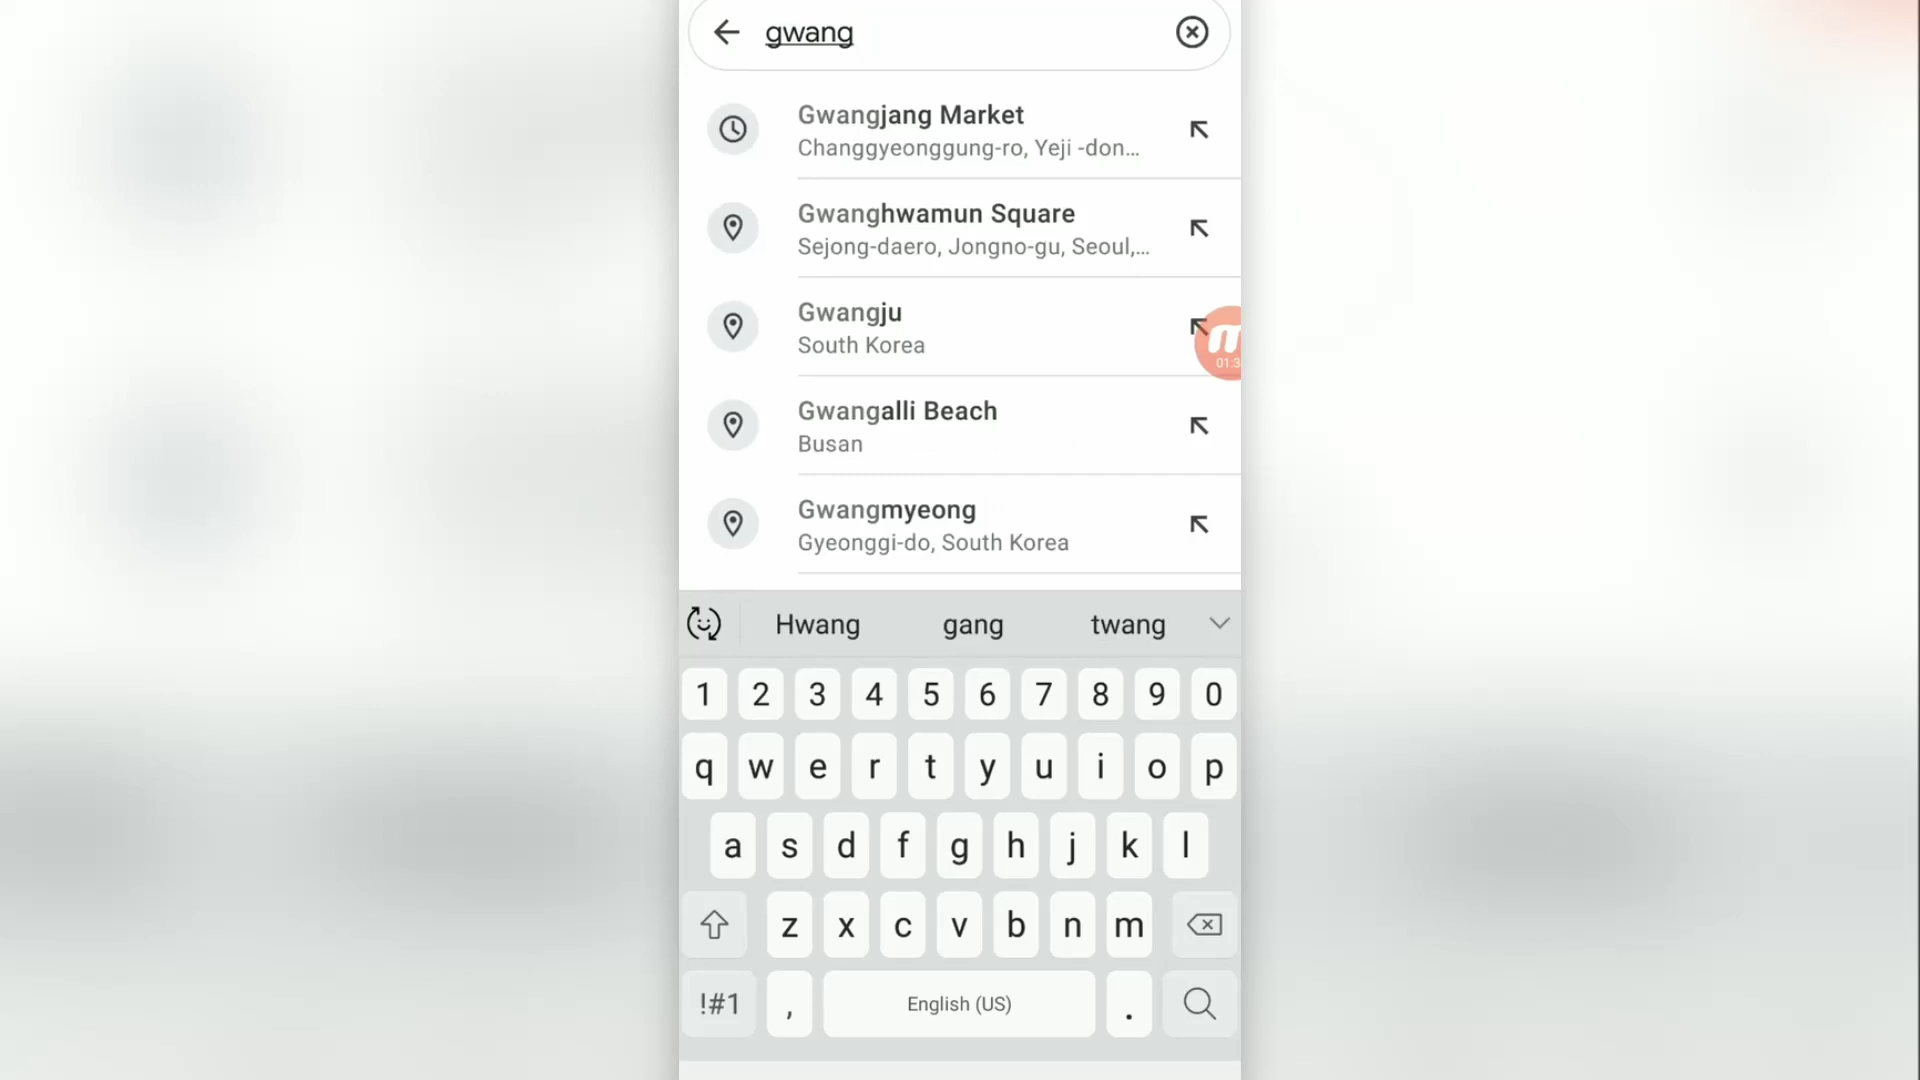 gwang
Gwangjang Market
Changgyeonggung-ro, Yeji -don...
Gwanghwamun Square
Sejong-daero, Jongno-gu, Seoul,...
Gwangju
South Korea
m
01:3
Gwangalli Beach
Busan
Gwangmyeong
Gyeonggi-do, South Korea
Hwang gang twang
1 2 3 4 5 6 7 8 9 0
q w e r t y u i o p
a s d f g h j k l
z x c v b n m
!#1 , English (US) .